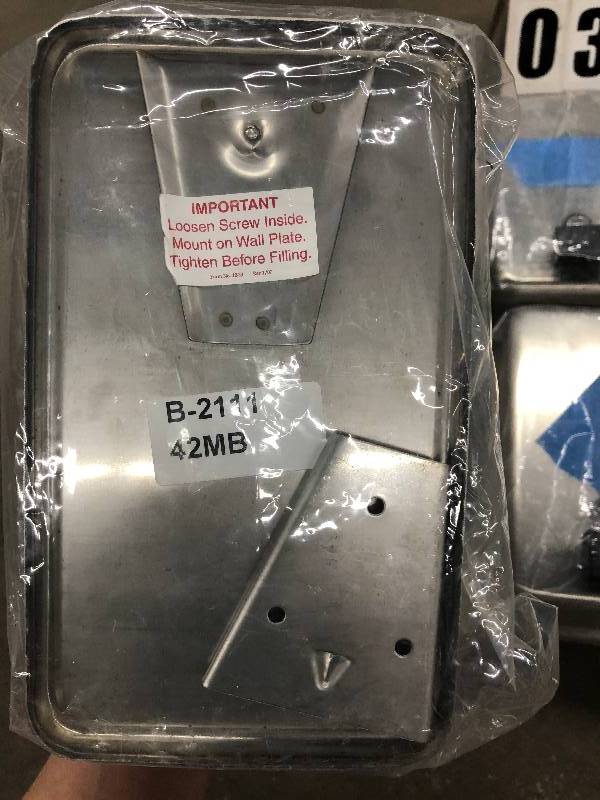 03
IMPORTANT
Loosen Screw Inside.
Mount on Wall Plate.
Tighten Before Filling.
B-2111
42MB